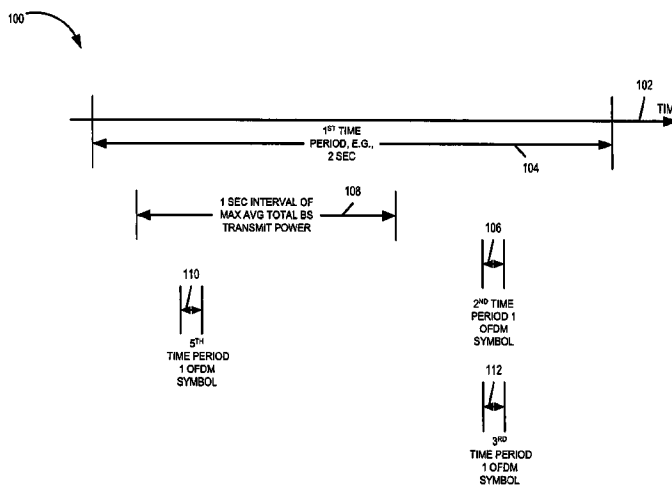 100
102
TIM
1ST TIME
PERIOD, E.G.,
2 SEC
104
1 SEC INTERVAL OF
MAX AVG TOTAL BS
TRANSMIT POWER
108
106
2ND TIME
PERIOD 1
OFDM
SYMBOL
110
5TH
TIME PERIOD
1 OFDM
SYMBOL
112
3RD
TIME PERIOD
1 OFDM
SYMBOL